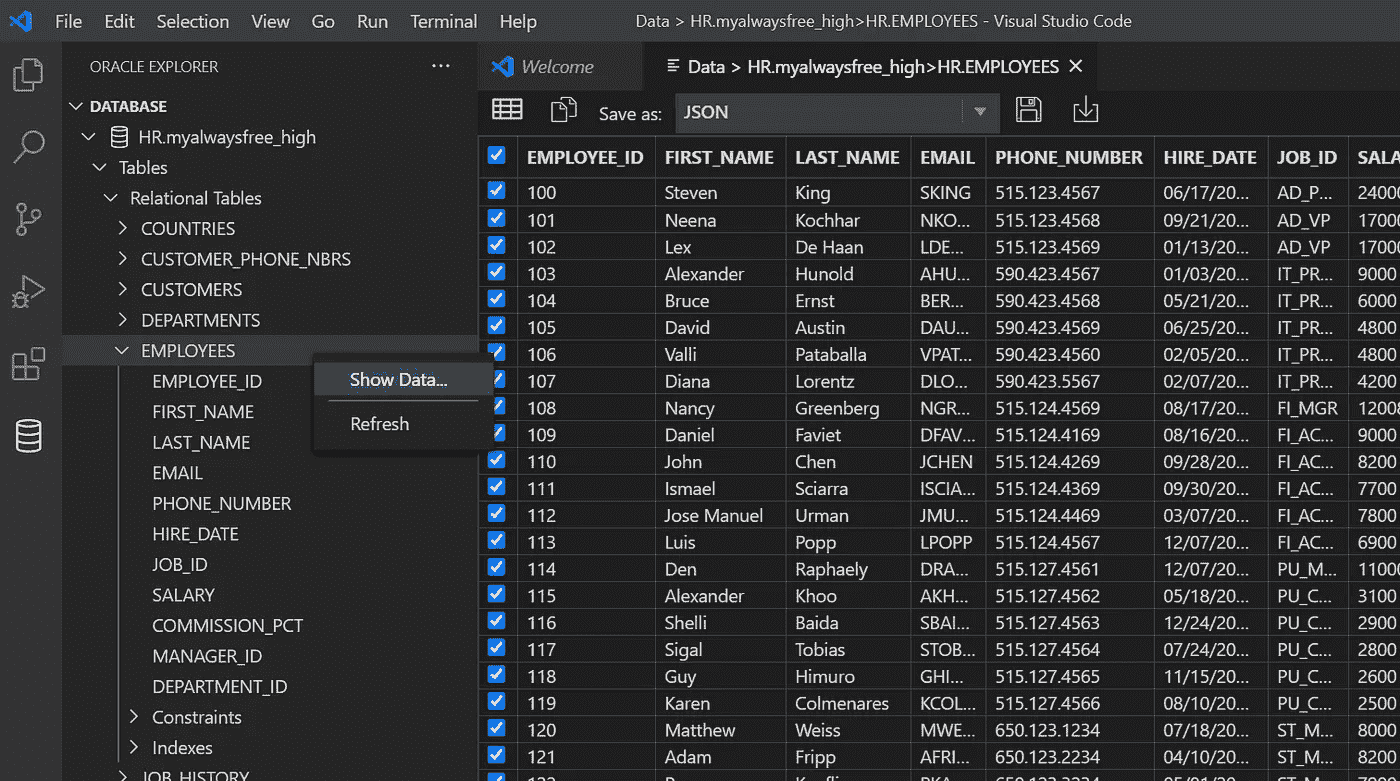 File Edit Selection View Go Run Terminal Help Data > HR.myalwaysfree_high>HR.EMPLOYEES - Visual Studio Code
ORACLE EXPLORER ...
DATABASE
HR.myalwaysfree_high
Tables
Relational Tables
COUNTRIES
CUSTOMER_PHONE_NBRS
CUSTOMERS
DEPARTMENTS
EMPLOYEES
EMPLOYEE_ID
FIRST_NAME
LAST_NAME
EMAIL
PHONE_NUMBER
HIRE_DATE
JOB_ID
SALARY
COMMISSION_PCT
MANAGER_ID
DEPARTMENT_ID
Constraints
Indexes
JOB_HISTORY
Show Data...
Refresh
Welcome Data > HR.myalwaysfree_high>HR.EMPLOYEES
Save as: JSON
EMPLOYEE_ID FIRST_NAME LAST_NAME EMAIL PHONE_NUMBER HIRE_DATE JOB_ID SALA
100 Steven King SKING 515.123.4567 06/17/20... AD_P... 24000
101 Neena Kochhar NKO... 515.123.4568 09/21/20... AD_VP 17000
102 Lex De Haan LDE... 515.123.4569 01/13/20... AD_VP 17000
103 Alexander Hunold AHU... 590.423.4567 01/03/20... IT_PR... 9000
104 Bruce Ernst BER... 590.423.4568 05/21/20... IT_PR... 6000
105 David Austin DAU... 590.423.4569 06/25/20... IT_PR... 4800
106 Valli Pataballa VPAT... 590.423.4560 02/05/20... IT_PR... 4800
107 Diana Lorentz DLO... 590.423.5567 02/07/20... IT_PR... 4200
108 Nancy Greenberg NGR... 515.124.4569 08/17/20... FI_MGR 12008
109 Daniel Faviet DFAV... 515.124.4169 08/16/20... FI_AC... 9000
110 John Chen JCHEN 515.124.4269 09/28/20... FI_AC... 8200
111 Ismael Sciarra ISCIA... 515.124.4369 09/30/20... FI_AC... 7700
112 Jose Manuel Urman JMU... 515.124.4469 03/07/20... FI_AC... 7800
113 Luis Popp LPOPP 515.124.4567 12/07/20... FI_AC... 6900
114 Den Raphaely DRA... 515.127.4561 12/07/20... PU_M... 11000
115 Alexander Khoo AKH... 515.127.4562 05/18/20... PU_C... 3100
116 Shelli Baida SBAI... 515.127.4563 12/24/20... PU_C... 2900
117 Sigal Tobias STOB... 515.127.4564 07/24/20... PU_C... 2800
118 Guy Himuro GHI... 515.127.4565 11/15/20... PU_C... 2600
119 Karen Colmenares KCOL... 515.127.4566 08/10/20... PU_C... 2500
120 Matthew Weiss MWE... 650.123.1234 07/18/20... ST_M... 8000
121 Adam Fripp AFRI... 650.123.2234 04/10/20... ST_M... 8200